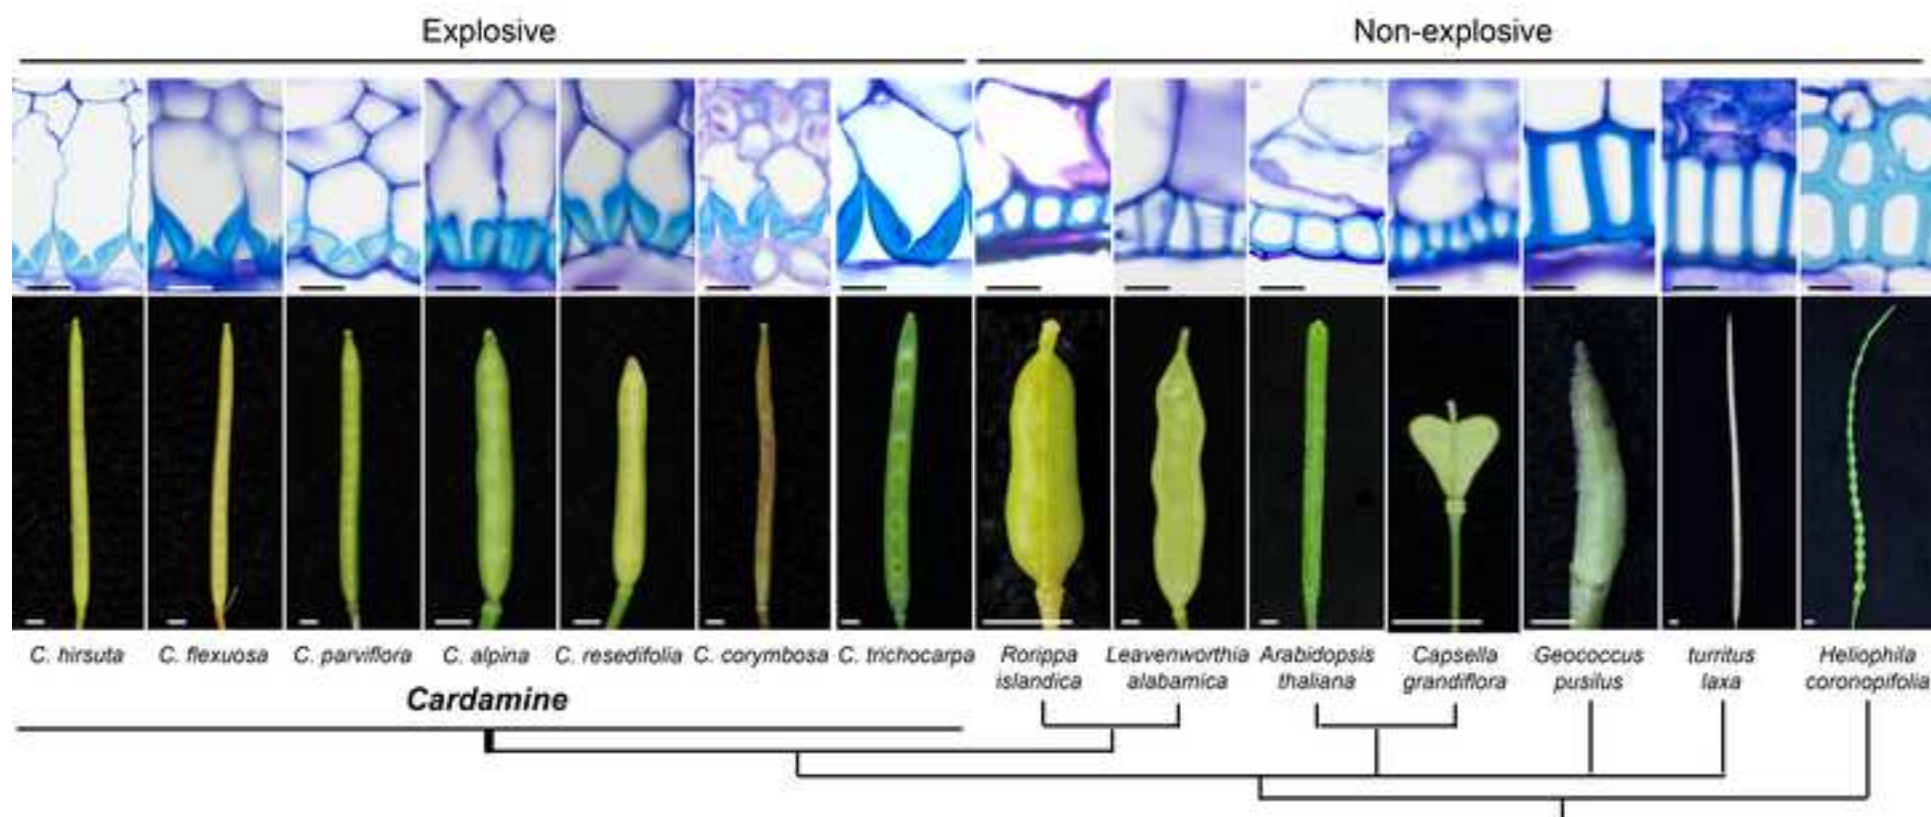 Explosive
Non-explosive
C. hirsuta
C. flexuosa
C. parviflora
C. alpina
C. resedifolia
C. corymbosa
C. trichocarpa
Rorippa
islandica
Leavenworthia
alabamica
Arabidopsis
thaliana
Capsella
grandiflora
Geococcus
pusilus
turritus
laxa
Heliophila
coronopifolia
Cardamine